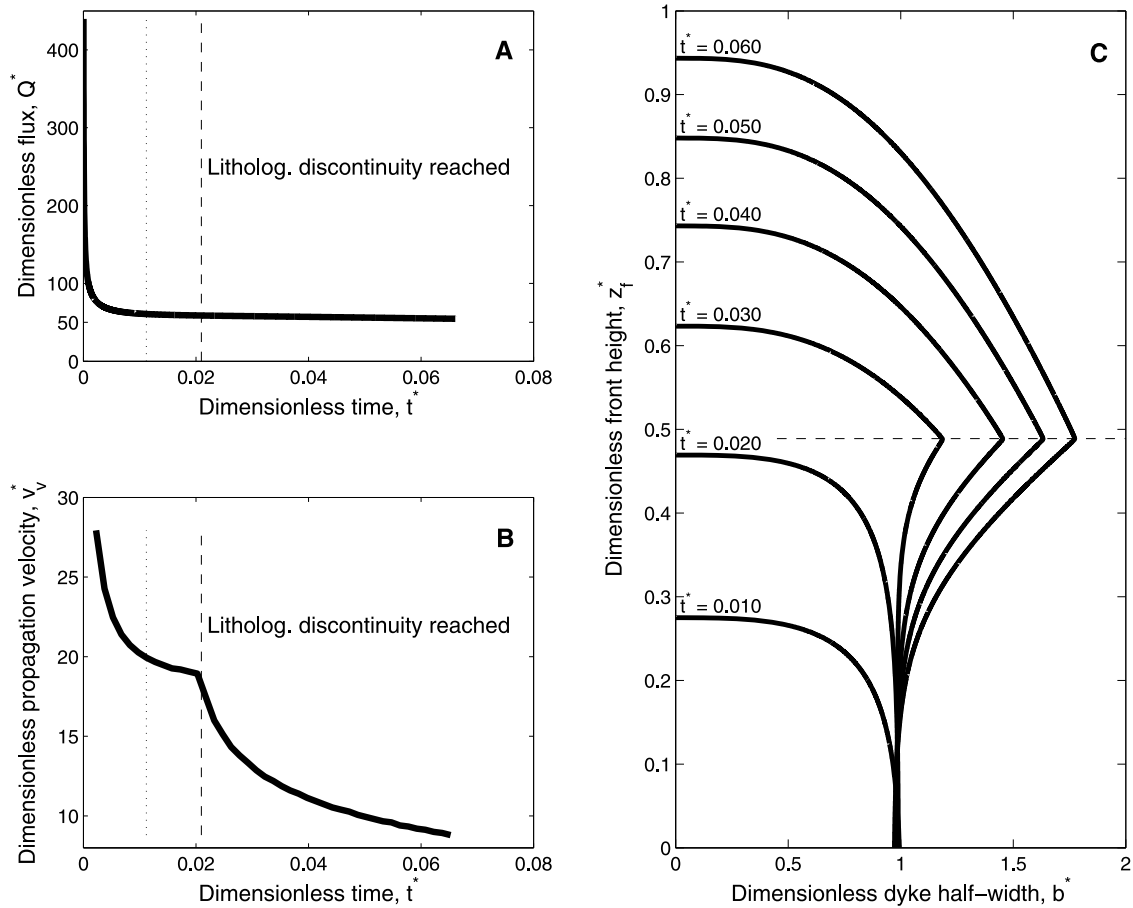 A
Dimensionless flux, Q*
400
300
200
100
50
0
Litholog. discontinuity reached
0
0.02
0.04
0.06
0.08
Dimensionless time, t*
B
Dimensionless propagation velocity, v_v*
30
25
20
15
10
Litholog. discontinuity reached
0
0.02
0.04
0.06
0.08
Dimensionless time, t*
C
Dimensionless front height, z_f*
1
0.9
0.8
0.7
0.6
0.5
0.4
0.3
0.2
0.1
0
t* = 0.060
t* = 0.050
t* = 0.040
t* = 0.030
t* = 0.020
t* = 0.010
0
0.5
1
1.5
2
Dimensionless dyke half-width, b*